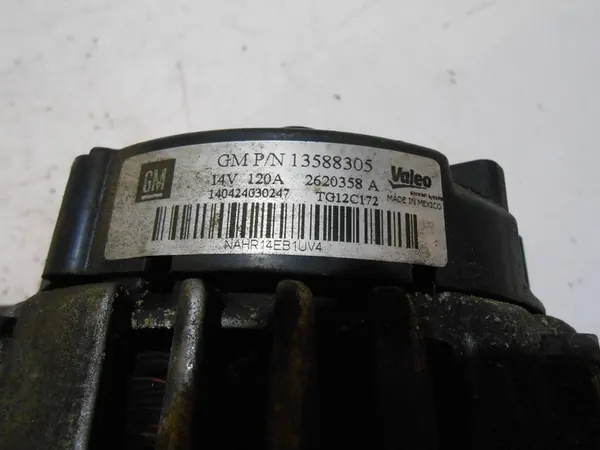 GM P/N 13588305
GM 14V 120A 2620358 A Valeo
140424030247 TG12C172 MADE IN MEXICO
NAHR14EB1UV4